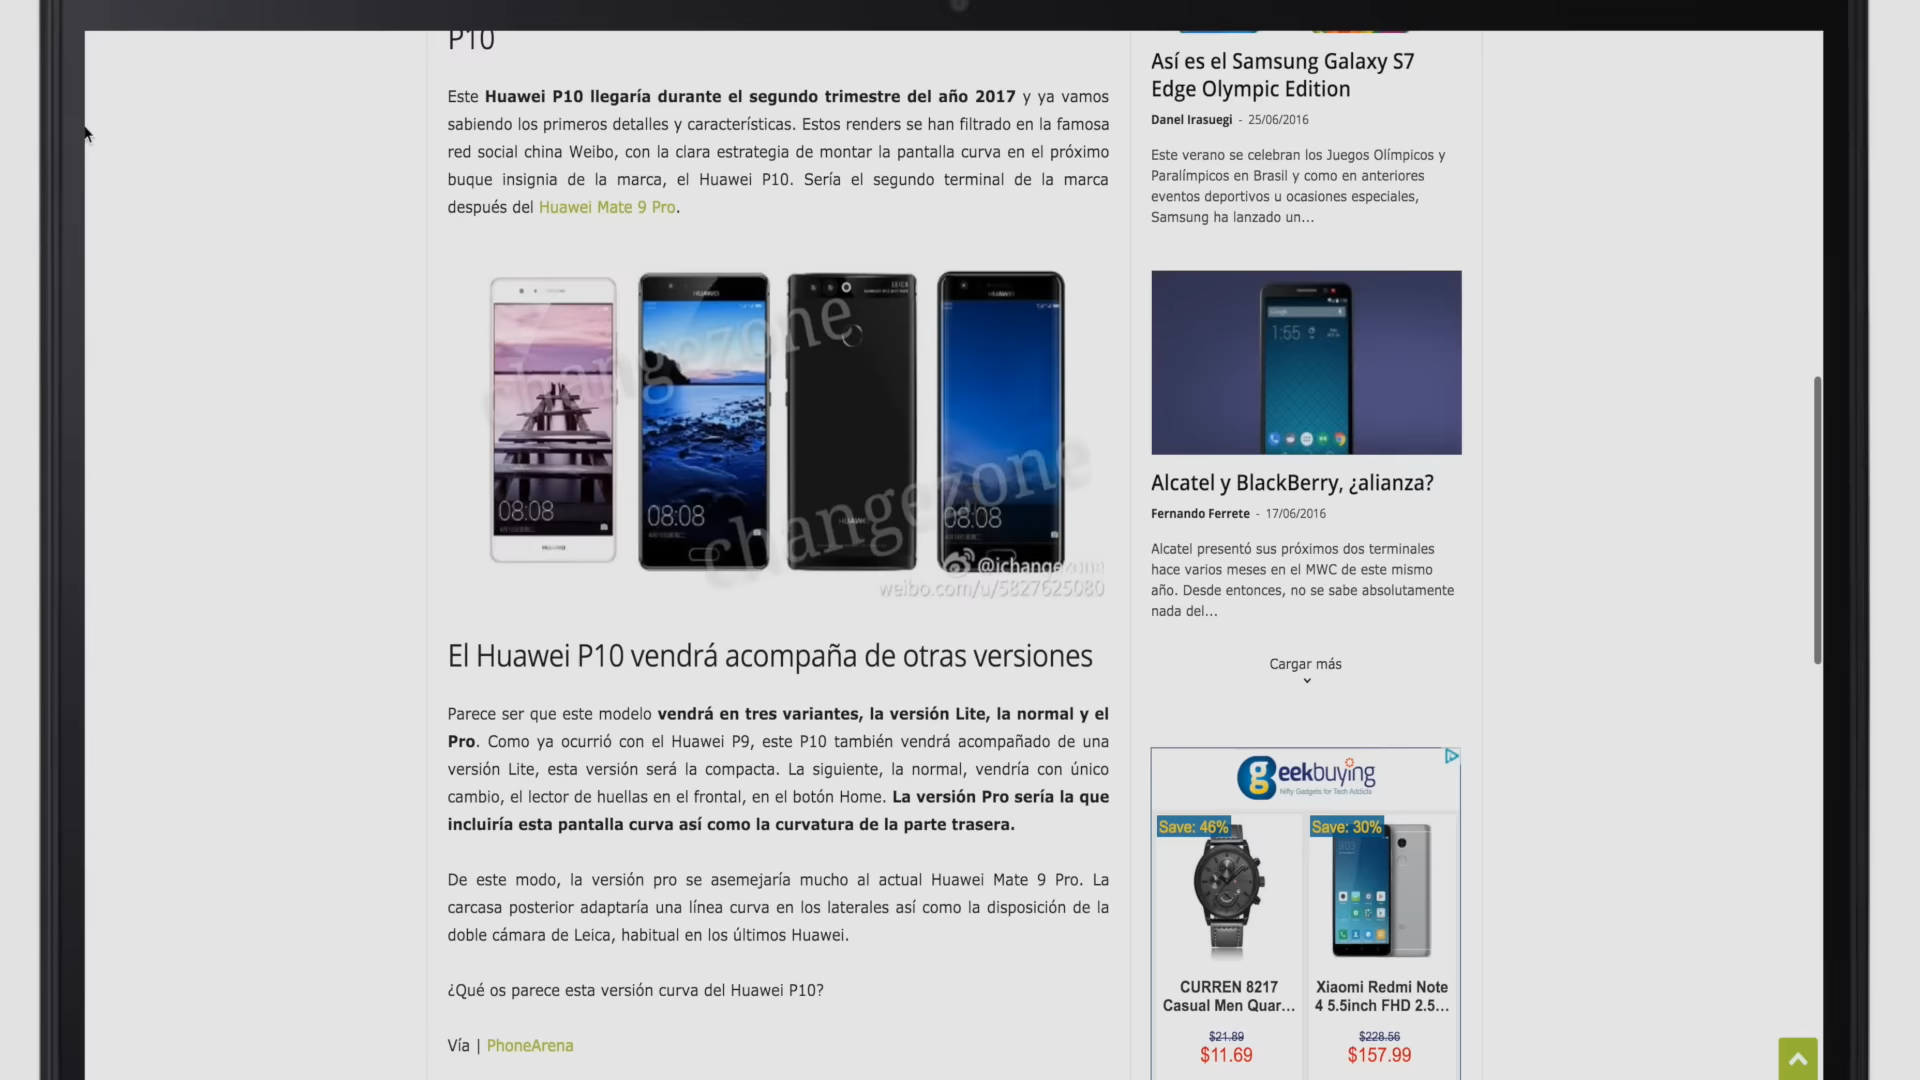 P10
Este Huawei P10 llegaría durante el segundo trimestre del año 2017 y ya vamos
sabiendo los primeros detalles y características. Estos renders se han filtrado en la famosa
red social china Weibo, con la clara estrategia de montar la pantalla curva en el próximo
buque insignia de la marca, el Huawei P10. Sería el segundo terminal de la marca
después del Huawei Mate 9 Pro.
HUAWEI
HUAWEI
LEICA
changezone
changezone
08:08
08:08
08:08
HUAWEI
HUAWEI
@ichangezone
weibo.com/u/5827625080
El Huawei P10 vendrá acompaña de otras versiones
Parece ser que este modelo vendrá en tres variantes, la versión Lite, la normal y el
Pro. Como ya ocurrió con el Huawei P9, este P10 también vendrá acompañado de una
versión Lite, esta versión será la compacta. La siguiente, la normal, vendría con único
cambio, el lector de huellas en el frontal, en el botón Home. La versión Pro sería la que
incluiría esta pantalla curva así como la curvatura de la parte trasera.
De este modo, la versión pro se asemejaría mucho al actual Huawei Mate 9 Pro. La
carcasa posterior adaptaría una línea curva en los laterales así como la disposición de la
doble cámara de Leica, habitual en los últimos Huawei.
¿Qué os parece esta versión curva del Huawei P10?
Vía | PhoneArena
Así es el Samsung Galaxy S7
Edge Olympic Edition
Danel Irasuegi - 25/06/2016
Este verano se celebran los Juegos Olímpicos y
Paralímpicos en Brasil y como en anteriores
eventos deportivos u ocasiones especiales,
Samsung ha lanzado un...
Google
1:55
Alcatel y BlackBerry, ¿alianza?
Fernando Ferrete - 17/06/2016
Alcatel presentó sus próximos dos terminales
hace varios meses en el MWC de este mismo
año. Desde entonces, no se sabe absolutamente
nada del...
Cargar más
geekbuying
Nifty Gadgets for Tech Addicts
Save: 46%
Save: 30%
CURREN 8217
Casual Men Quar...
$21.89
$11.69
Xiaomi Redmi Note
4 5.5inch FHD 2.5...
$228.56
$157.99